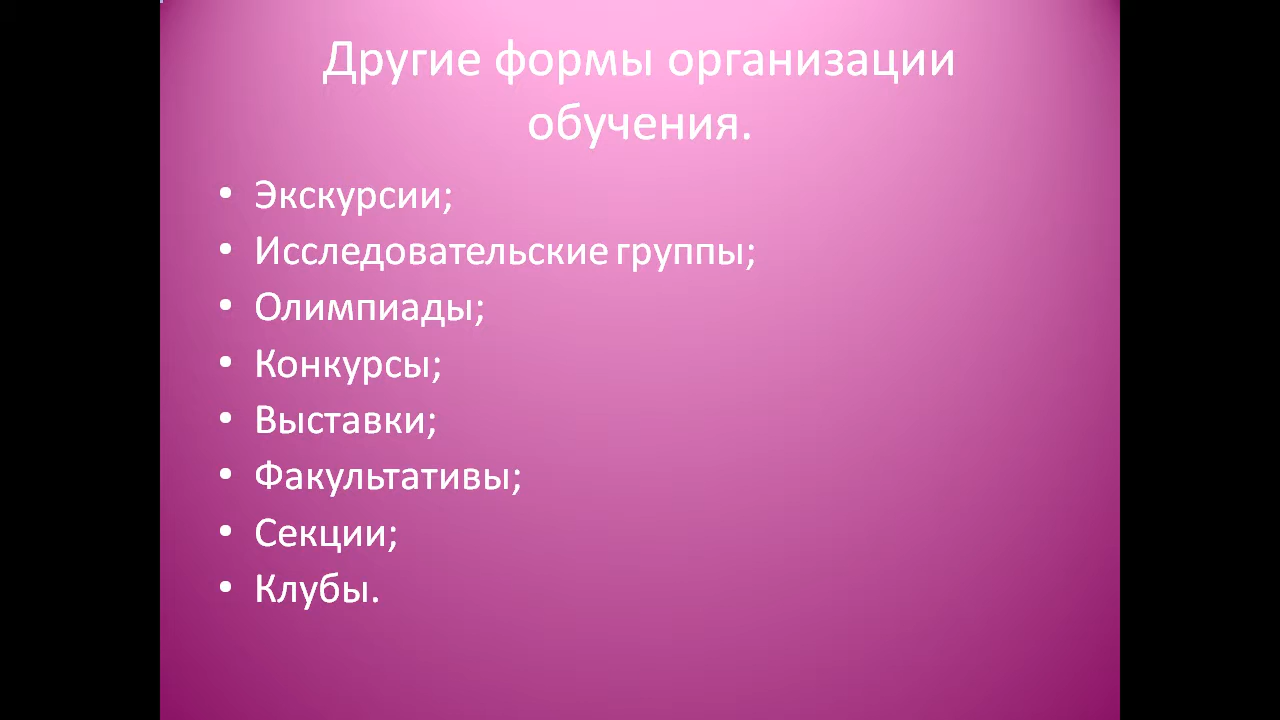 Другие формы организации
обучения.
• Экскурсии;
• Исследовательские группы;
• Олимпиады;
• Конкурсы;
• Выставки;
• Факультативы;
• Секции;
• Клубы.